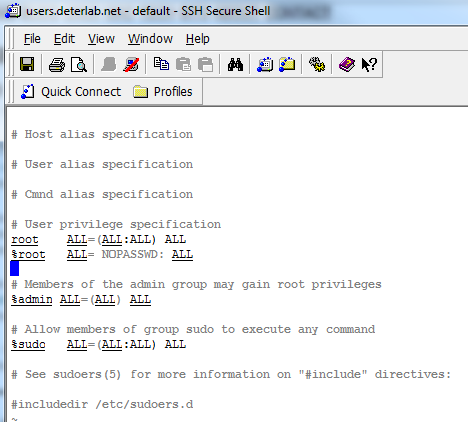 users.deterlab.net - default - SSH Secure Shell
File Edit View Window Help
Quick Connect Profiles
# Host alias specification
# User alias specification
# Cmnd alias specification
# User privilege specification
root ALL=(ALL:ALL) ALL
%root ALL= NOPASSWD: ALL
# Members of the admin group may gain root privileges
%admin ALL=(ALL) ALL
# Allow members of group sudo to execute any command
%sudo ALL=(ALL:ALL) ALL
# See sudoers(5) for more information on "#include" directives:
#includedir /etc/sudoers.d
~